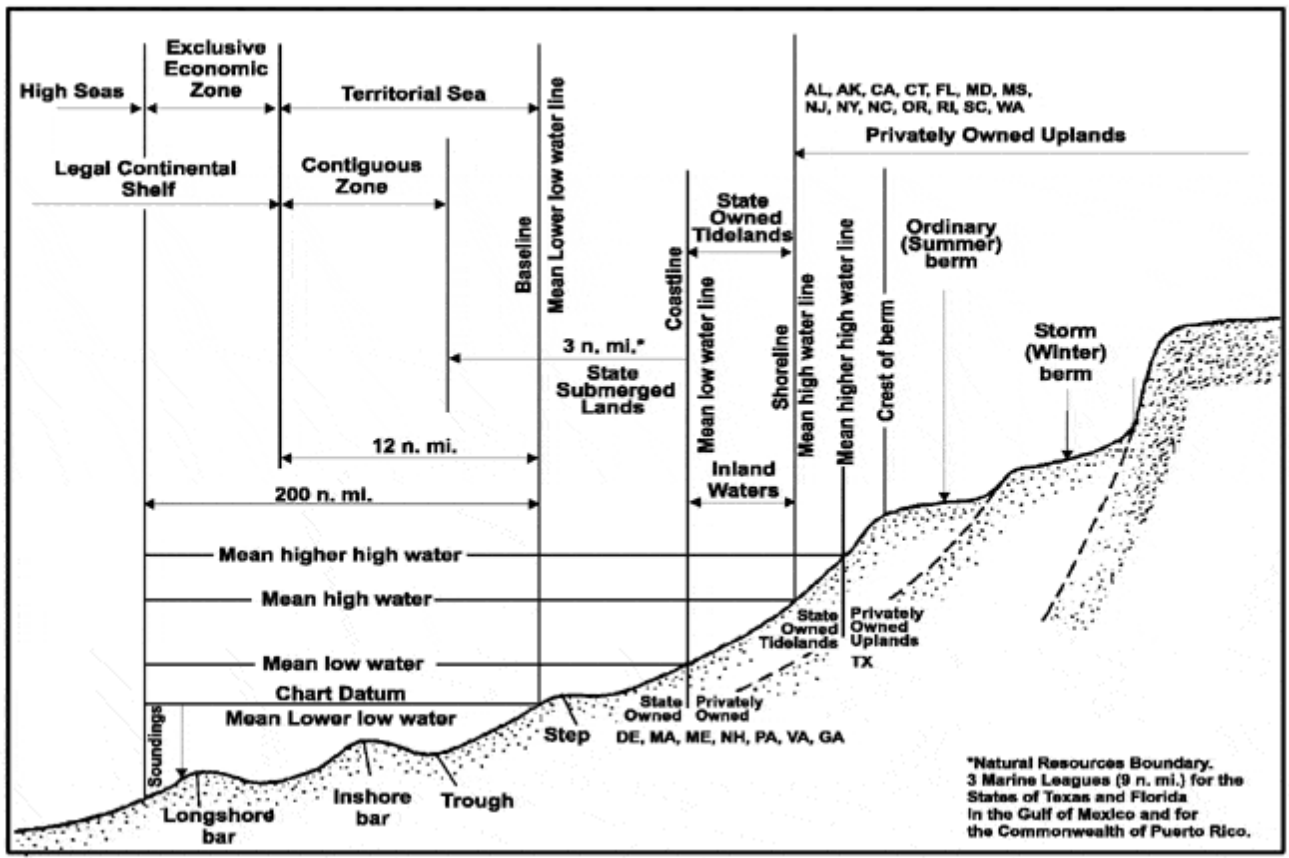 Exclusive
Economic
Zone
High Seas
Territorial Sea
Legal Continental
Shelf
Contiguous
Zone
Baseline
Mean Lower low water line
3 n. mi.*
State
Submerged
Lands
12 n. mi.
200 n. mi.
Coastline
Mean low water line
State
Owned
Tidelands
Inland
Waters
Shoreline
Mean high water line
AL, AK, CA, CT, FL, MD, MS,
NJ, NY, NC, OR, RI, SC, WA
Privately Owned Uplands
Mean higher high water line
Crest of berm
Ordinary
(Summer)
berm
Storm
(Winter)
berm
Mean higher high water
Mean high water
Mean low water
Chart Datum
Mean Lower low water
Soundings
Longshore
bar
Inshore
bar
Trough
Step
State
Owned
Privately
Owned
DE, MA, ME, NH, PA, VA, GA
State
Owned
Tidelands
Privately
Owned
Uplands
TX
*Natural Resources Boundary.
3 Marine Leagues (9 n. mi.) for the
States of Texas and Florida
in the Gulf of Mexico and for
the Commonwealth of Puerto Rico.